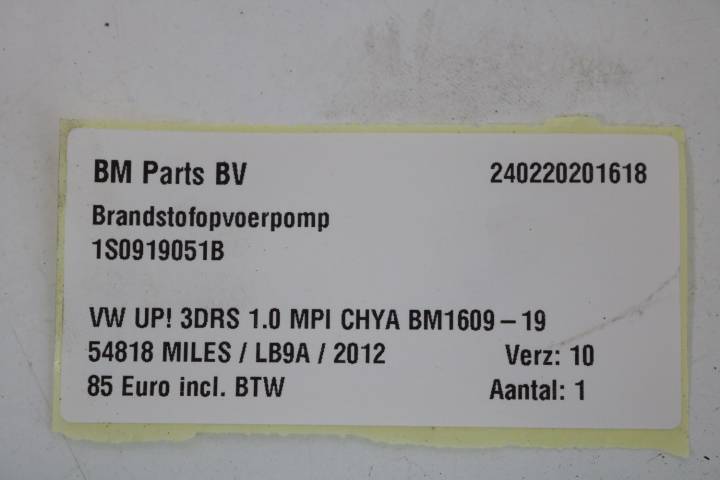 BM Parts BV 240220201618
Brandstofopvoerpomp
1S0919051B
VW UP! 3DRS 1.0 MPI CHYA BM1609-19
54818 MILES / LB9A / 2012 Verz: 10
85 Euro incl. BTW Aantal: 1